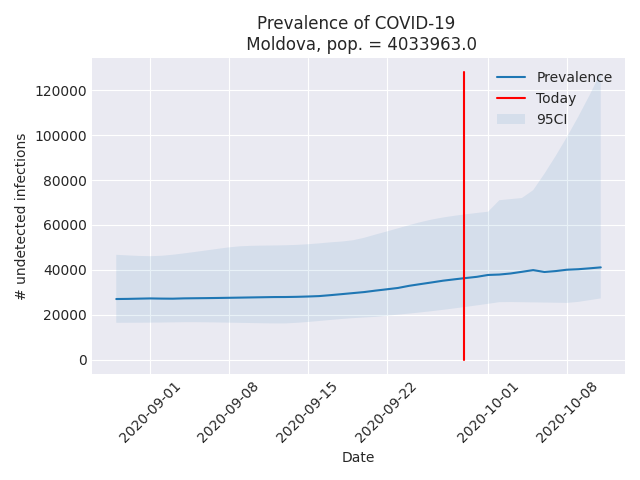 Prevalence of COVID-19
Moldova, pop. = 4033963.0
Prevalence
Today
95CI
# undetected infections
120000
100000
80000
60000
40000
20000
0
2020-09-01
2020-09-08
2020-09-15
2020-09-22
2020-10-01
2020-10-08
Date